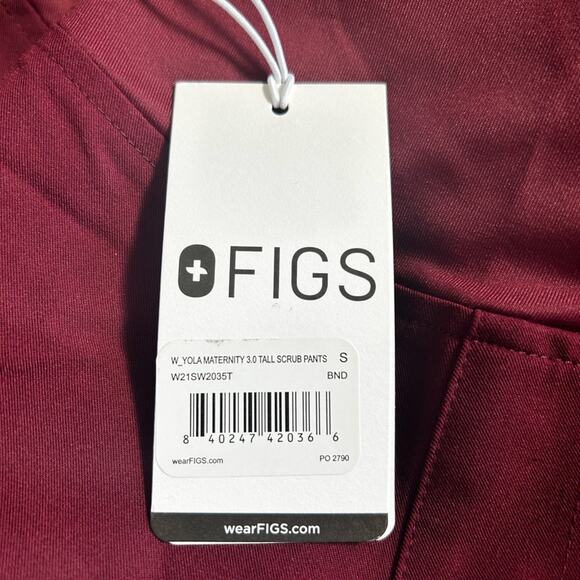 FIGS
W_YOLA MATERNITY 3.0 TALL SCRUB PANTS S
W21SW2035T BND
8 40247 42036 6
wearFIGS.com PO 2790
wearFIGS.com